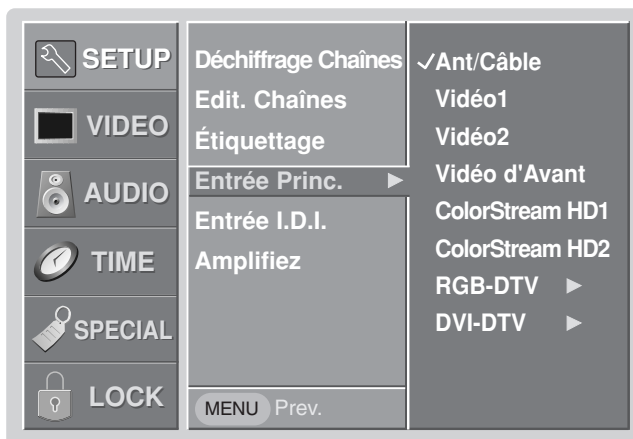 SETUP
VIDEO
AUDIO
TIME
SPECIAL
LOCK
Déchiffrage Chaînes
Edit. Chaînes
Étiquettage
Entrée Princ. ►
Entrée I.D.I.
Amplifiez
MENU Prev.
✓Ant/Câble
Vidéo1
Vidéo2
Vidéo d'Avant
ColorStream HD1
ColorStream HD2
RGB-DTV ►
DVI-DTV ►